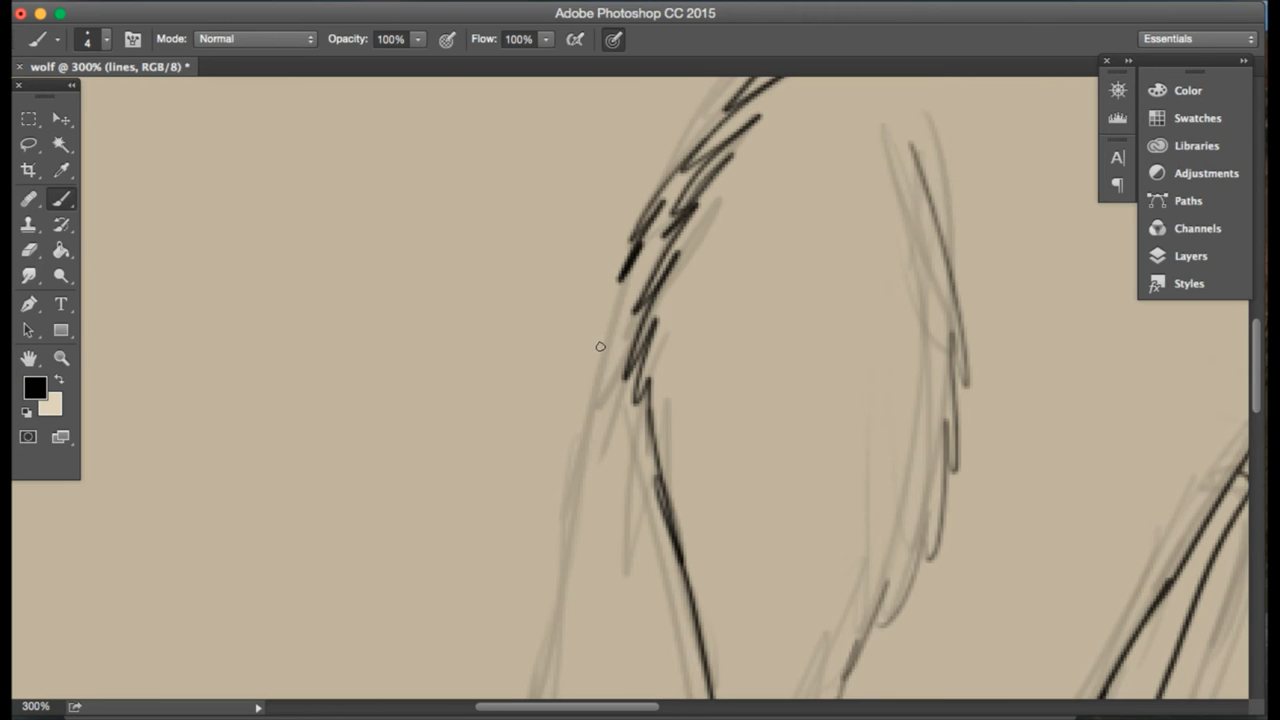 Adobe Photoshop CC 2015
4 Mode: Normal Opacity: 100% Flow: 100% Essentials
wolf @ 300% (lines, RGB/8) *
Color
Swatches
Libraries
Adjustments
Paths
Channels
Layers
Styles
300%